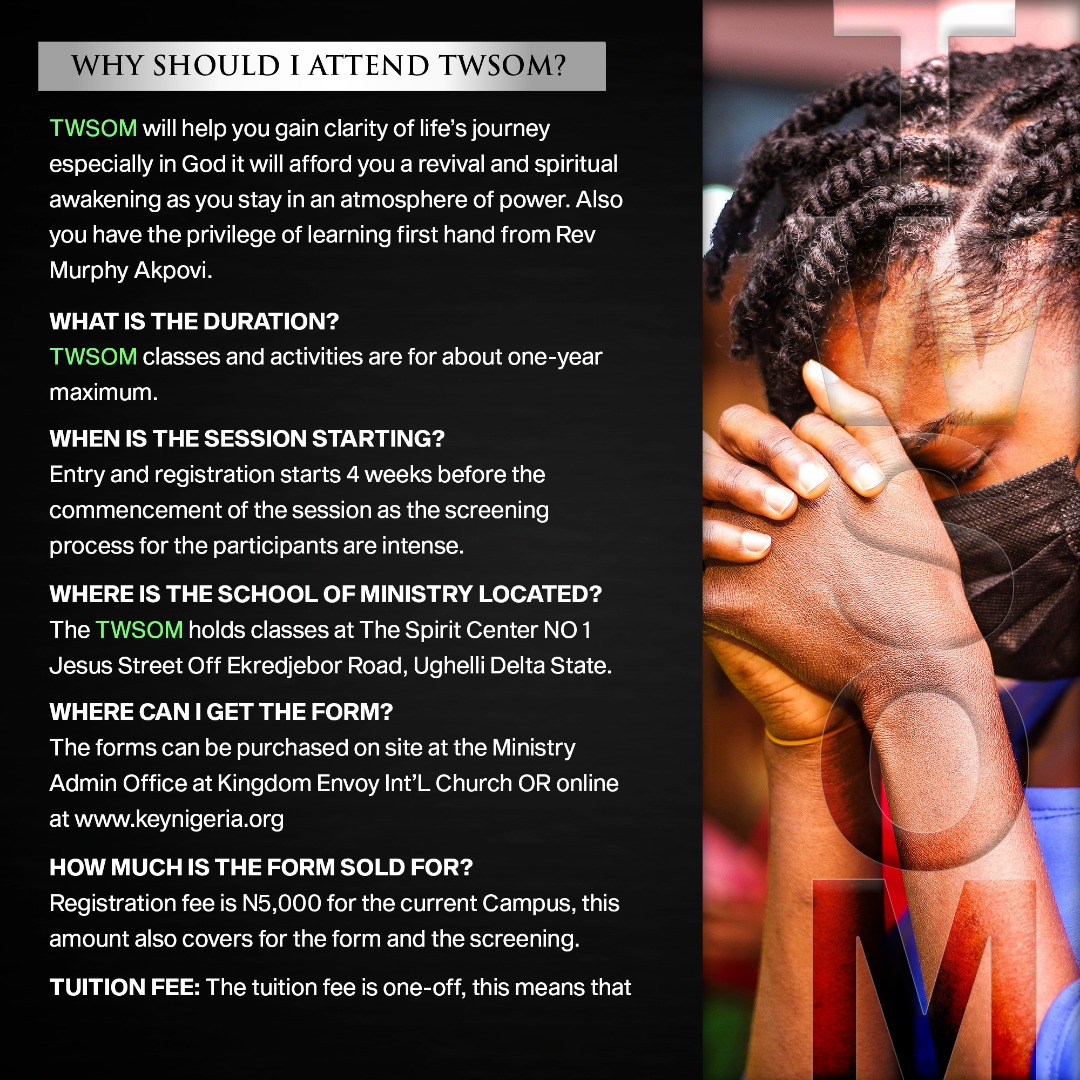 WHY SHOULD I ATTEND TWSOM?
TWSOM will help you gain clarity of life's journey
especially in God it will afford you a revival and spiritual
awakening as you stay in an atmosphere of power. Also
you have the privilege of learning first hand from Rev
Murphy Akpovi.
WHAT IS THE DURATION?
TWSOM classes and activities are for about one-year
maximum.
WHEN IS THE SESSION STARTING?
Entry and registration starts 4 weeks before the
commencement of the session as the screening
process for the participants are intense.
WHERE IS THE SCHOOL OF MINISTRY LOCATED?
The TWSOM holds classes at The Spirit Center NO 1
Jesus Street Off Ekredjebor Road, Ughelli Delta State.
WHERE CAN I GET THE FORM?
The forms can be purchased on site at the Ministry
Admin Office at Kingdom Envoy Int'L Church OR online
at www.keynigeria.org
HOW MUCH IS THE FORM SOLD FOR?
Registration fee is N5,000 for the current Campus, this
amount also covers for the form and the screening.
TUITION FEE: The tuition fee is one-off, this means that
T
W
S
O
M